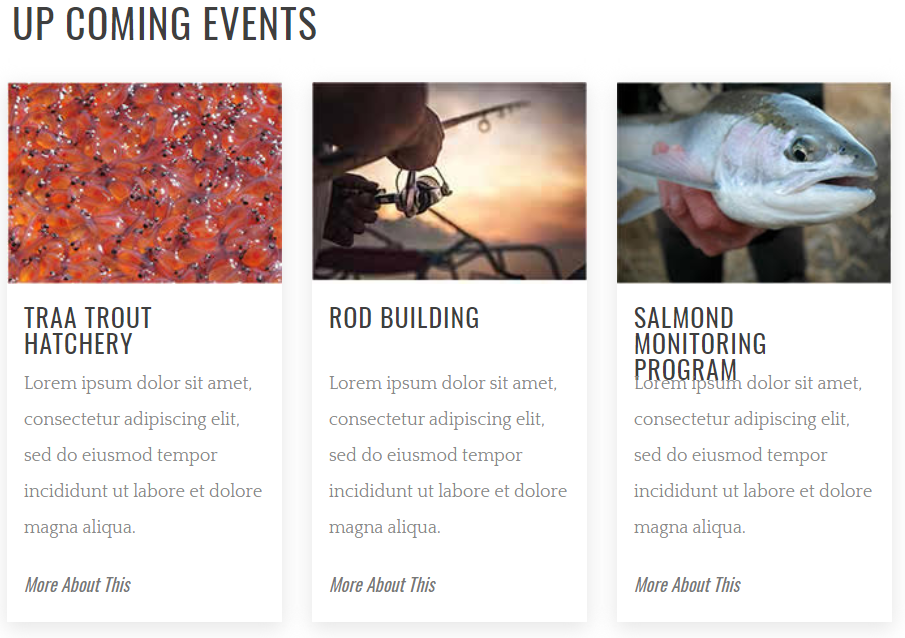 UP COMING EVENTS
TRAA TROUT
HATCHERY
Lorem ipsum dolor sit amet,
consectetur adipiscing elit,
sed do eiusmod tempor
incididunt ut labore et dolore
magna aliqua.
More About This
ROD BUILDING
Lorem ipsum dolor sit amet,
consectetur adipiscing elit,
sed do eiusmod tempor
incididunt ut labore et dolore
magna aliqua.
More About This
SALMOND
MONITORING
PROGRAM
Lorem ipsum dolor sit amet,
consectetur adipiscing elit,
sed do eiusmod tempor
incididunt ut labore et dolore
magna aliqua.
More About This